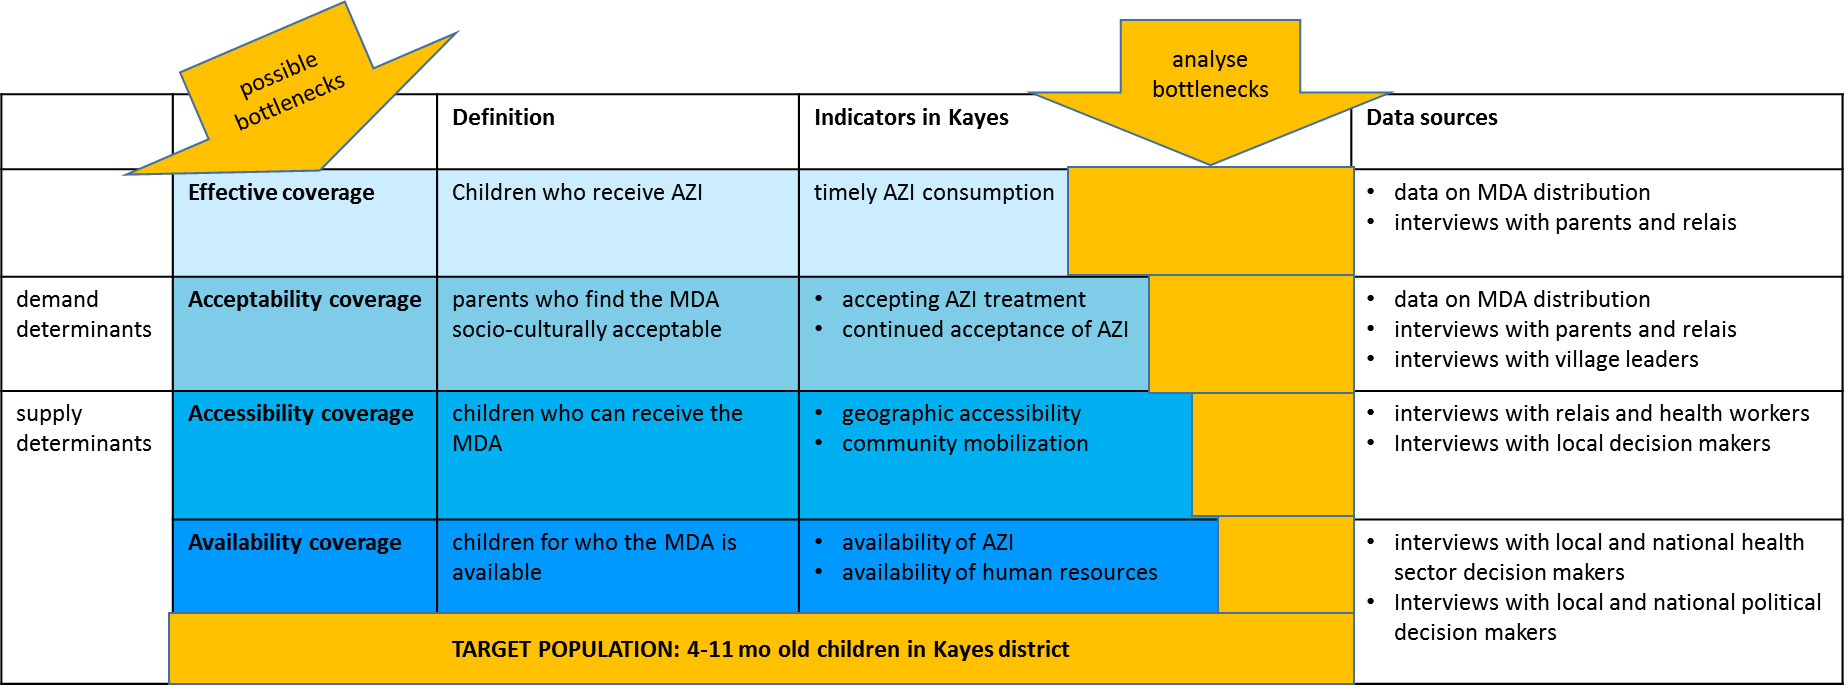 possible
bottlenecks
analyse
bottlenecks
Definition
Indicators in Kayes
Data sources
Effective coverage
Children who receive AZI
timely AZI consumption
• data on MDA distribution
• interviews with parents and relais
demand
determinants
Acceptability coverage
parents who find the MDA
socio-culturally acceptable
• accepting AZI treatment
• continued acceptance of AZI
• data on MDA distribution
• interviews with parents and relais
• interviews with village leaders
supply
determinants
Accessibility coverage
children who can receive the
MDA
• geographic accessibility
• community mobilization
• interviews with relais and health workers
• Interviews with local decision makers
Availability coverage
children for who the MDA is
available
• availability of AZI
• availability of human resources
• interviews with local and national health
sector decision makers
• Interviews with local and national political
decision makers
TARGET POPULATION: 4-11 mo old children in Kayes district